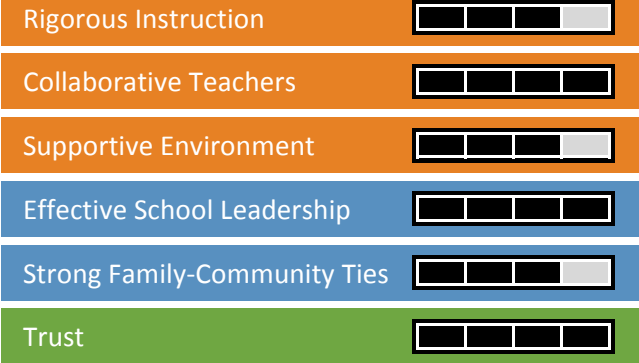 Rigorous Instruction
Collaborative Teachers
Supportive Environment
Effective School Leadership
Strong Family-Community Ties
Trust